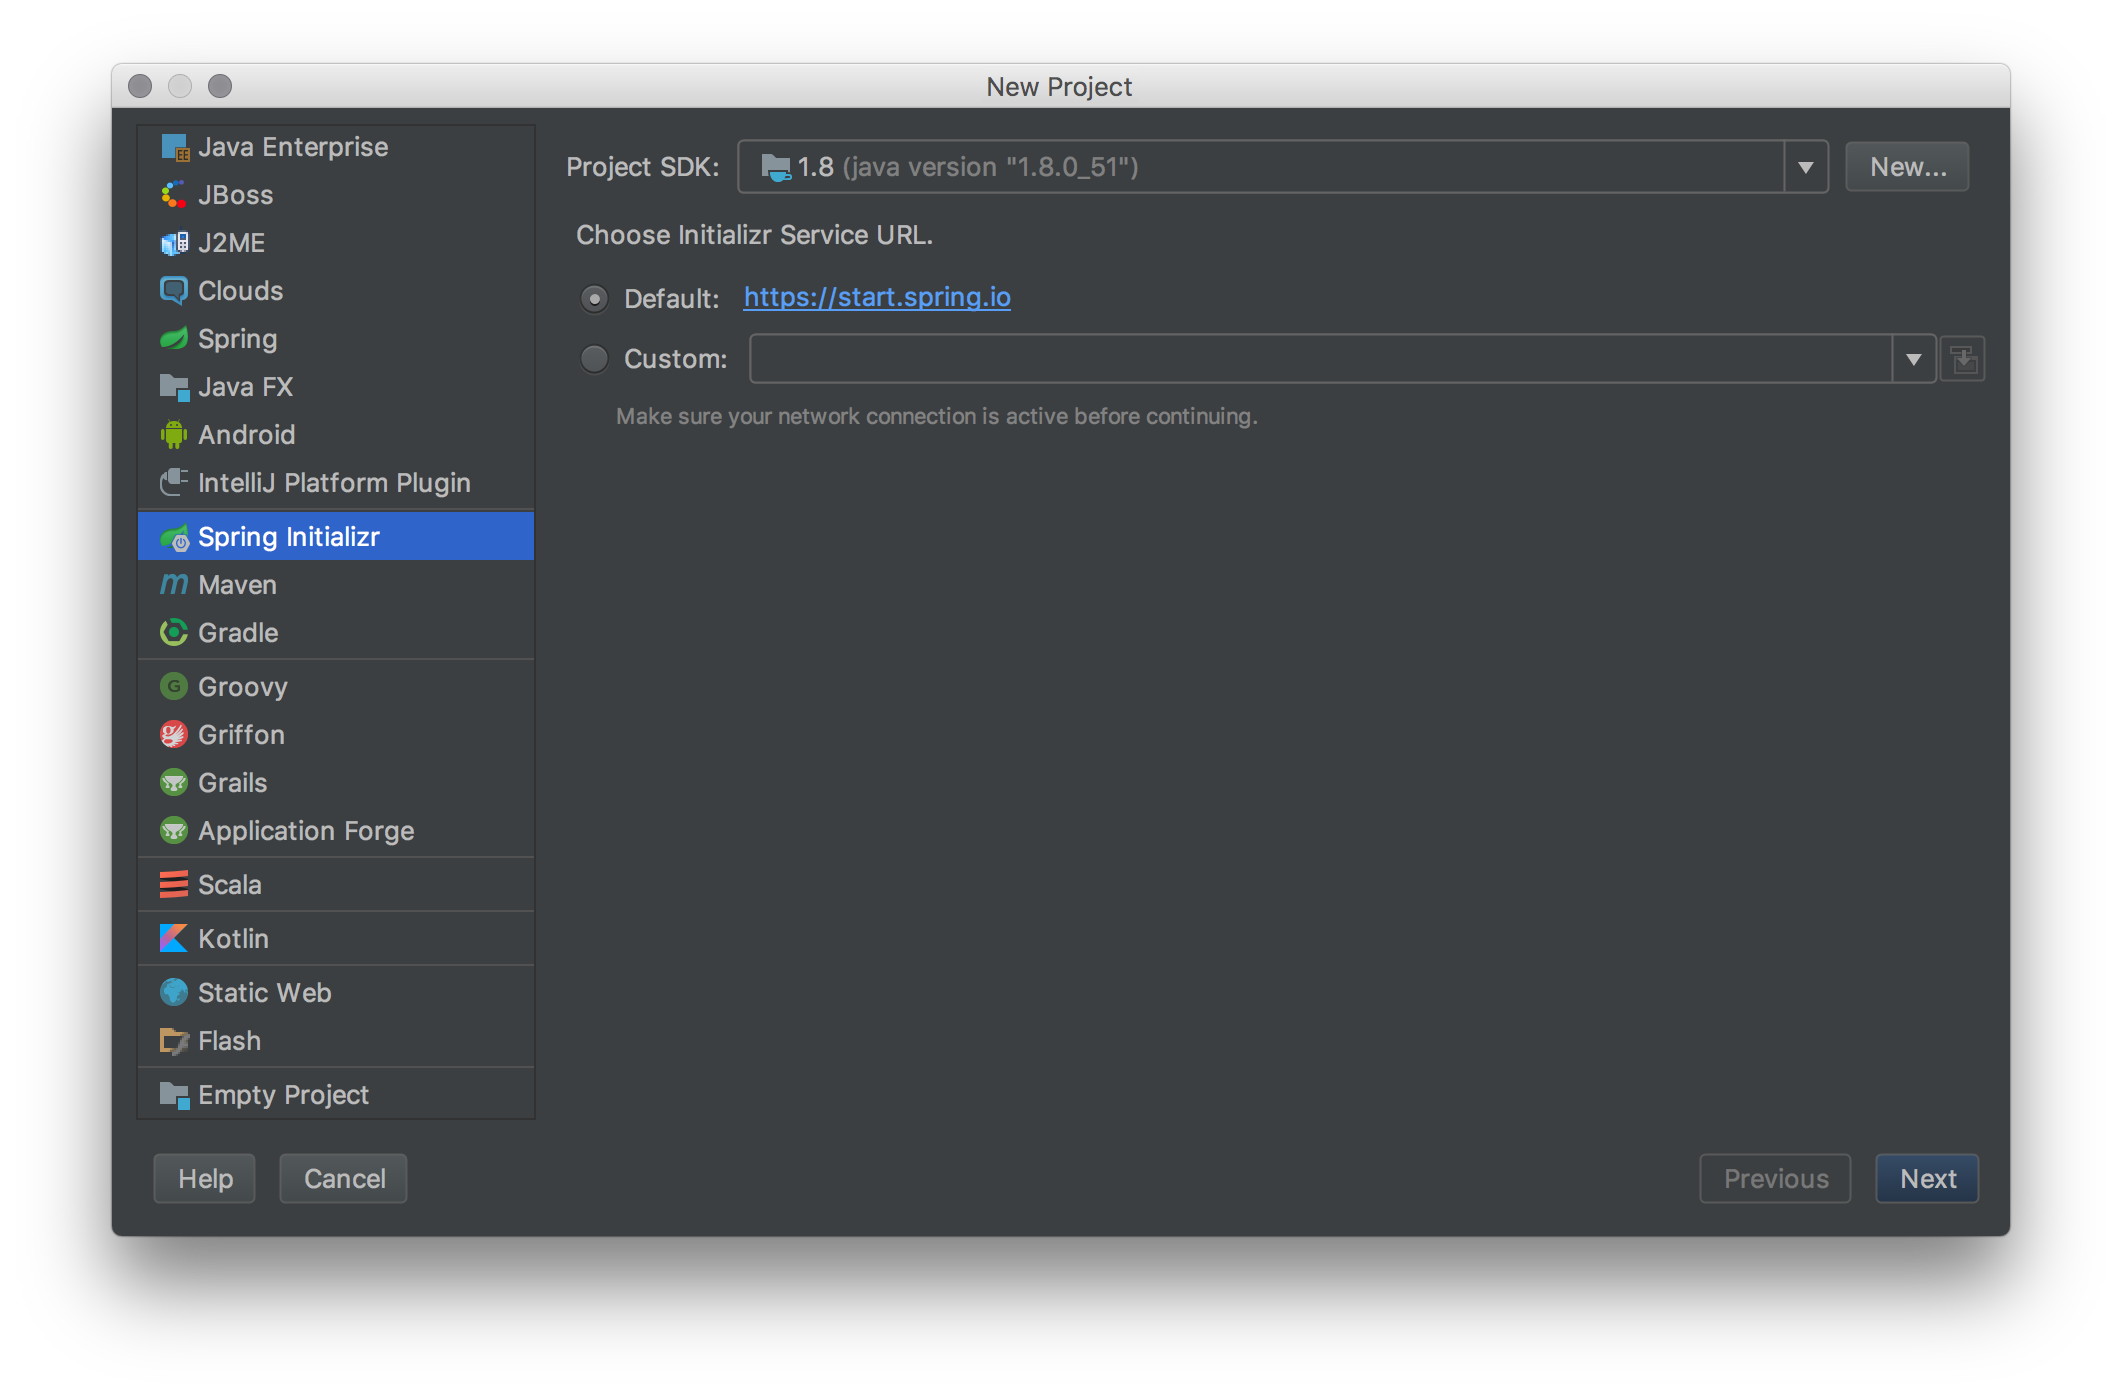 New Project
Java Enterprise
JBoss
J2ME
Clouds
Spring
Java FX
Android
IntelliJ Platform Plugin
Spring Initializr
Maven
Gradle
Groovy
Griffon
Grails
Application Forge
Scala
Kotlin
Static Web
Flash
Empty Project
Project SDK: 1.8 (java version "1.8.0_51") New...
Choose Initializr Service URL.
Default: https://start.spring.io
Custom:
Make sure your network connection is active before continuing.
Help Cancel Previous Next